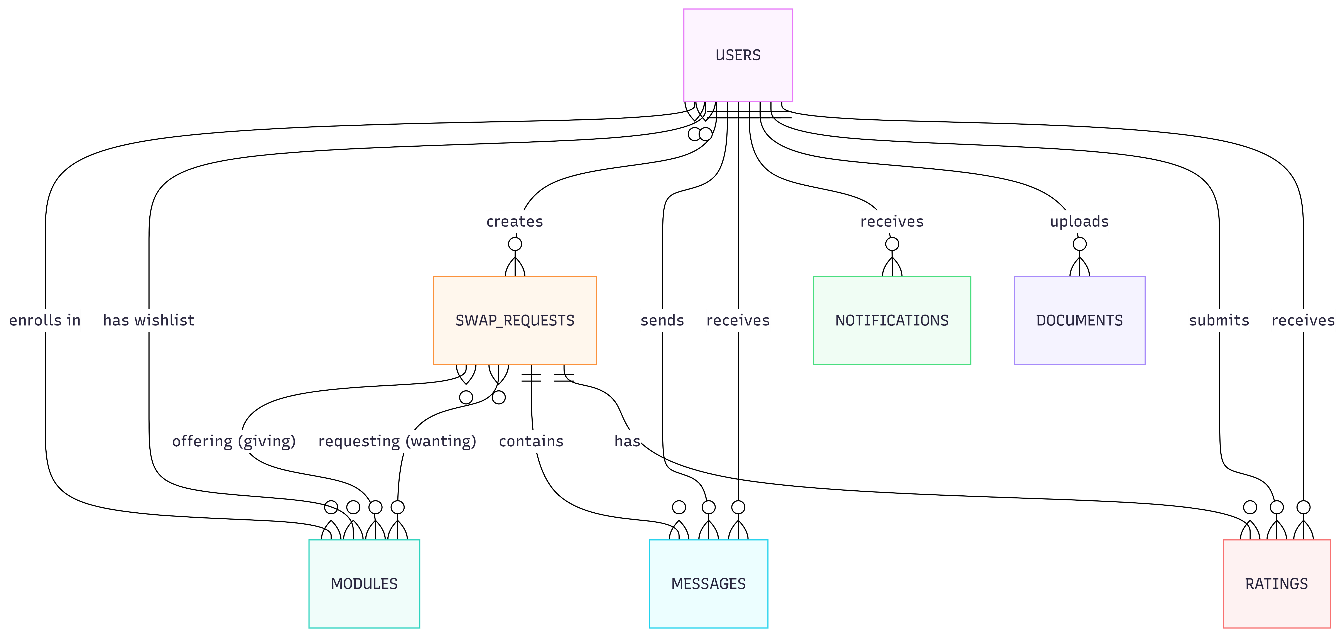 USERS
creates
receives
uploads
enrolls in
has wishlist
SWAP_REQUESTS
sends
receives
NOTIFICATIONS
DOCUMENTS
submits
receives
offering (giving)
requesting (wanting)
contains
has
MODULES
MESSAGES
RATINGS